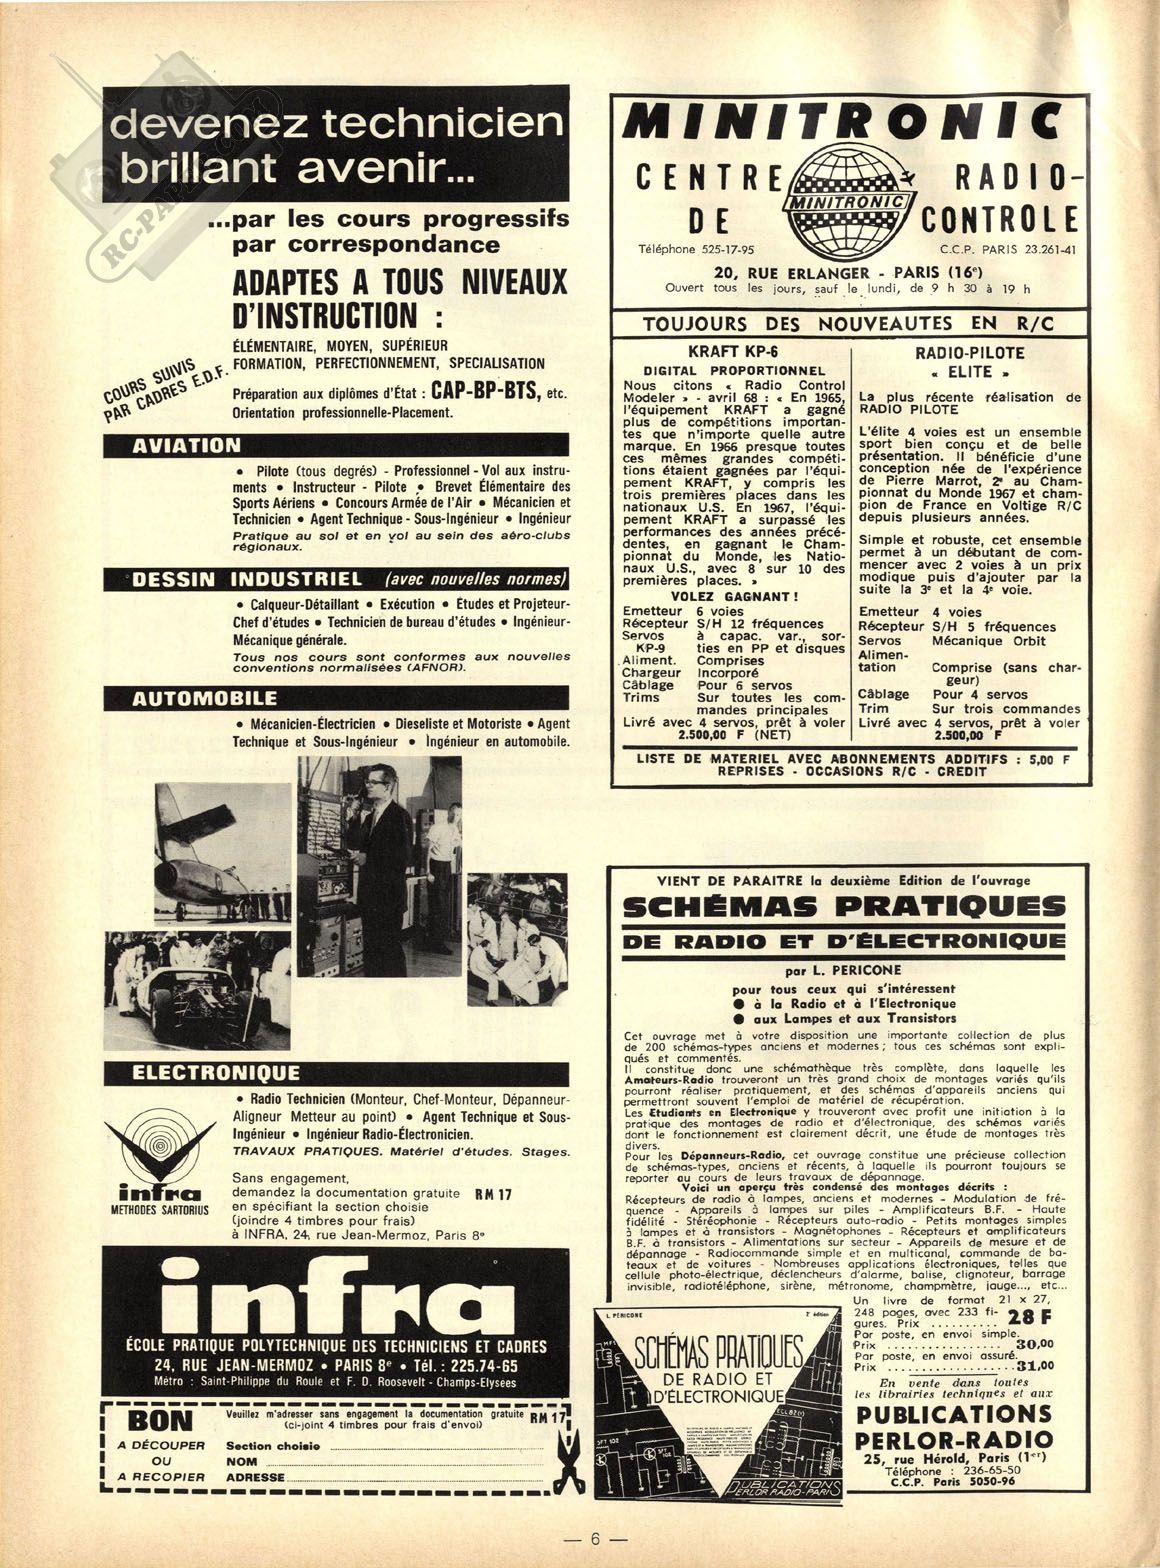 devenez technicien
brillant avenir...
...par les cours progressifs
par correspondance
ADAPTES A TOUS NIVEAUX
D'INSTRUCTION :
ÉLÉMENTAIRE, MOYEN, SUPÉRIEUR
FORMATION, PERFECTIONNEMENT, SPECIALISATION
COURS SUIVIS
PAR CADRES E.D.F.
Préparation aux diplômes d'État : CAP-BP-BTS, etc.
Orientation professionnelle-Placement.
AVIATION
• Pilote (tous degrés) - Professionnel - Vol aux instru-
ments • Instructeur - Pilote • Brevet Élémentaire des
Sports Aériens • Concours Armée de l'Air • Mécanicien et
Technicien • Agent Technique - Sous-Ingénieur • Ingénieur
Pratique au sol et en vol au sein des aéro-clubs
régionaux.
DESSIN INDUSTRIEL (avec nouvelles normes)
• Calqueur-Détaillant • Exécution • Études et Projeteur-
Chef d'études • Technicien de bureau d'études • Ingénieur-
Mécanique générale.
Tous nos cours sont conformes aux nouvelles
conventions normalisées (AFNOR).
AUTOMOBILE
• Mécanicien-Électricien • Dieseliste et Motoriste • Agent
Technique et Sous-Ingénieur • Ingénieur en automobile.
ELECTRONIQUE
• Radio Technicien (Monteur, Chef-Monteur, Dépanneur-
Aligneur Metteur au point) • Agent Technique et Sous-
Ingénieur • Ingénieur Radio-Électronicien.
TRAVAUX PRATIQUES. Matériel d'études. Stages.
infra
METHODES SARTORIUS
Sans engagement,
demandez la documentation gratuite RM 17
en spécifiant la section choisie
(joindre 4 timbres pour frais)
à INFRA, 24, rue Jean-Mermoz, Paris 8e
infra
ÉCOLE PRATIQUE POLYTECHNIQUE DES TECHNICIENS ET CADRES
24, RUE JEAN-MERMOZ • PARIS 8e • Tél. : 225.74-65
Métro : Saint-Philippe du Roule et F. D. Roosevelt - Champs-Elysées
BON
A DÉCOUPER
OU
A RECOPIER
Veuillez m'adresser sans engagement la documentation gratuite RM 17
(ci-joint 4 timbres pour frais d'envoi)
Section choisie
NOM
ADRESSE
MINITRONIC
CENTRE RADIO-
MINITRONIC
DE CONTROLE
Téléphone 525-17-95 C.C.P. PARIS 23.261-41
20, RUE ERLANGER - PARIS (16e)
Ouvert tous les jours, sauf le lundi, de 9 h 30 à 19 h
TOUJOURS DES NOUVEAUTES EN R/C
KRAFT KP-6
DIGITAL PROPORTIONNEL
Nous citons « Radio Control
Modeler » - avril 68 : « En 1965,
l'équipement KRAFT a gagné
plus de compétitions importan-
tes que n'importe quelle autre
marque. En 1966 presque toutes
ces mêmes grandes compéti-
tions étaient gagnées par l'équi-
pement KRAFT, y compris les
trois premières places dans les
nationaux U.S. En 1967, l'équi-
pement KRAFT a surpassé les
performances des années précé-
dentes, en gagnant le Cham-
pionnat du Monde, les Natio-
naux U.S., avec 8 sur 10 des
premières places. »
VOLEZ GAGNANT !
Emetteur 6 voies
Récepteur S/H 12 fréquences
Servos à capac. var., sor-
KP-9 ties en PP et disques
Aliment. Comprises
Chargeur Incorporé
Câblage Pour 6 servos
Trims Sur toutes les com-
mandes principales
Livré avec 4 servos, prêt à voler
2.500,00 F (NET)
RADIO-PILOTE
« ELITE »
La plus récente réalisation de
RADIO PILOTE
L'élite 4 voies est un ensemble
sport bien conçu et de belle
présentation. Il bénéficie d'une
conception née de l'expérience
de Pierre Marrot, 2e au Cham-
pionnat du Monde 1967 et cham-
pion de France en Voltige R/C
depuis plusieurs années.
Simple et robuste, cet ensemble
permet à un débutant de com-
mencer avec 2 voies à un prix
modique puis d'ajouter par la
suite la 3e et la 4e voie.
Emetteur 4 voies
Récepteur S/H 5 fréquences
Servos Mécanique Orbit
Alimen-
tation Comprise (sans char-
geur)
Câblage Pour 4 servos
Trim Sur trois commandes
Livré avec 4 servos, prêt à voler
2.500,00 F
LISTE DE MATERIEL AVEC ABONNEMENTS ADDITIFS : 5,00 F
REPRISES - OCCASIONS R/C - CREDIT
VIENT DE PARAITRE la deuxième Edition de l'ouvrage
SCHÉMAS PRATIQUES
DE RADIO ET D'ÉLECTRONIQUE
par L. PERICONE
pour tous ceux qui s'intéressent
● à la Radio et à l'Electronique
● aux Lampes et aux Transistors
Cet ouvrage met à votre disposition une importante collection de plus
de 200 schémas-types anciens et modernes ; tous ces schémas sont expli-
qués et commentés.
Il constitue donc une schémathèque très complète, dans laquelle les
Amateurs-Radio trouveront un très grand choix de montages variés qu'ils
pourront réaliser pratiquement, et des schémas d'appareils anciens qui
permettront souvent l'emploi de matériel de récupération.
Les Etudiants en Electronique y trouveront avec profit une initiation à la
pratique des montages de radio et d'électronique, des schémas variés
dont le fonctionnement est clairement décrit, une étude de montages très
divers.
Pour les Dépanneurs-Radio, cet ouvrage constitue une précieuse collection
de schémas-types, anciens et récents, à laquelle ils pourront toujours se
reporter au cours de leurs travaux de dépannage.
Voici un aperçu très condensé des montages décrits :
Récepteurs de radio à lampes, anciens et modernes - Modulation de fré-
quence - Appareils à lampes sur piles - Amplificateurs B.F. - Haute
fidélité - Stéréophonie - Récepteurs auto-radio - Petits montages simples
à lampes et à transistors - Magnétophones - Récepteurs et amplificateurs
B.F. à transistors - Alimentations sur secteur - Appareils de mesure et de
dépannage - Radiocommande simple et en multicanal, commande de ba-
teaux et de voitures - Nombreuses applications électroniques, telles que
cellule photo-électrique, déclencheurs d'alarme, balise, clignoteur, barrage
invisible, radiotéléphone, sirène, métronome, champmètre, jauge..., etc...
L. PÉRICONE 2e édition
SCHÉMAS PRATIQUES
DE RADIO ET
D'ÉLECTRONIQUE
PUBLICATIONS
PERLOR RADIO-PARIS
Un livre de format 21 x 27,
248 pages, avec 233 fi-
gures. Prix .......... 28 F
Par poste, en envoi simple.
Prix .................... 30,00
Par poste, en envoi assuré.
Prix .................... 31,00
En vente dans toutes
les librairies techniques et aux
PUBLICATIONS
PERLOR-RADIO
25, rue Hérold, Paris (1er)
Téléphone : 236-65-50
C.C.P. Paris 5050-96
— 6 —